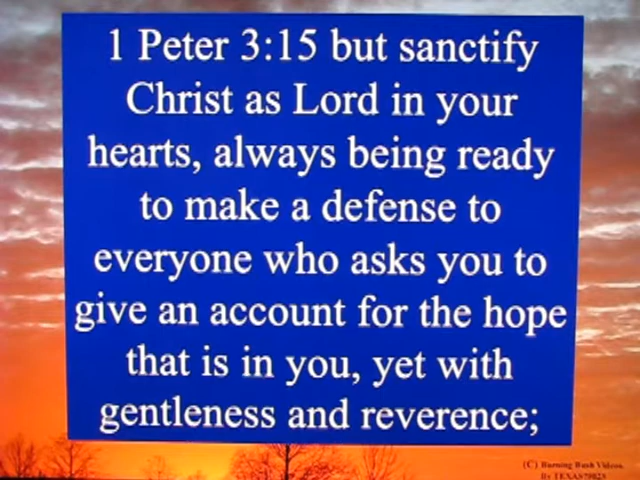 1 Peter 3:15 but sanctify
Christ as Lord in your
hearts, always being ready
to make a defense to
everyone who asks you to
give an account for the hope
that is in you, yet with
gentleness and reverence;
(C) Burning Bush Videos
By TEXAS79823